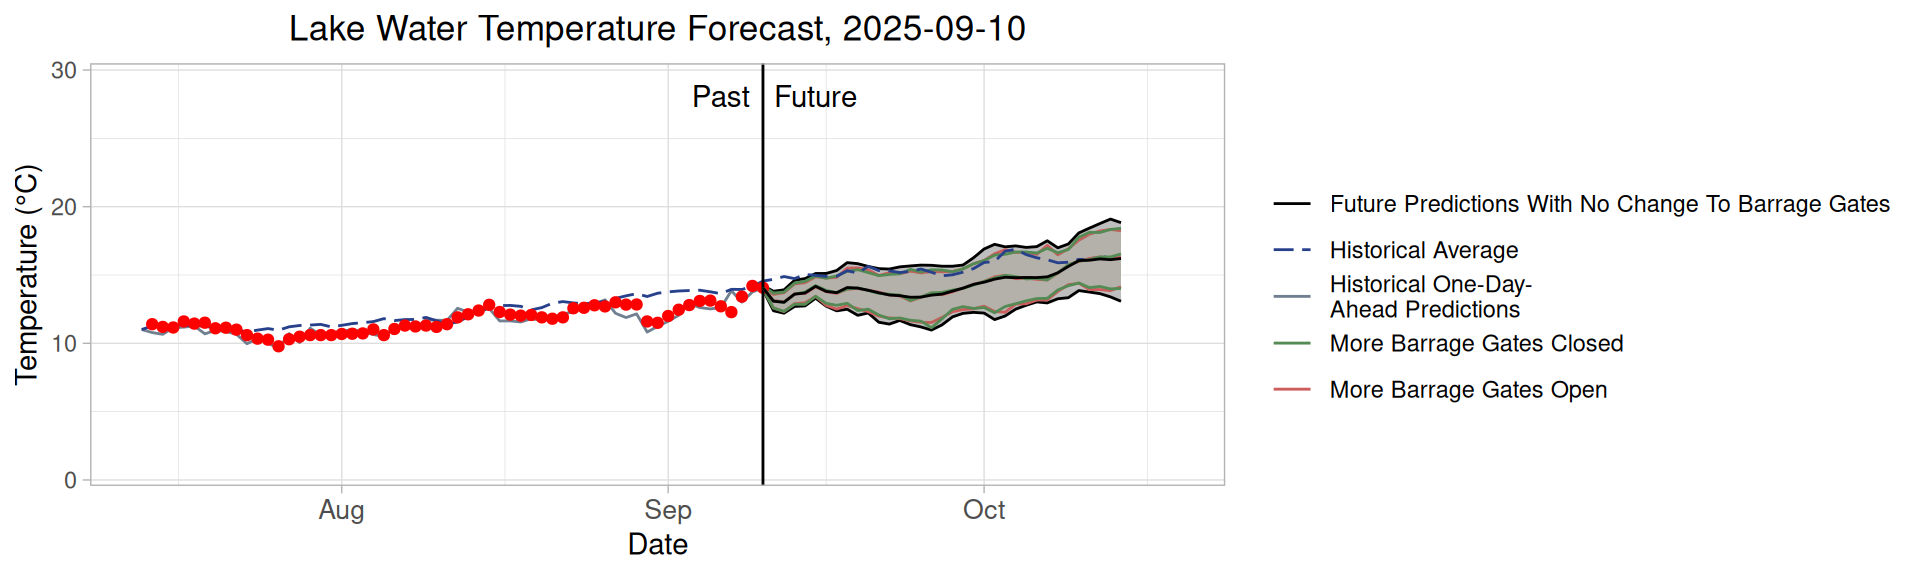 Lake Water Temperature Forecast, 2025-09-10
Past
Future
30
20
10
0
Temperature (°C)
Aug
Sep
Oct
Date
Future Predictions With No Change To Barrage Gates
Historical Average
Historical One-Day-
Ahead Predictions
More Barrage Gates Closed
More Barrage Gates Open